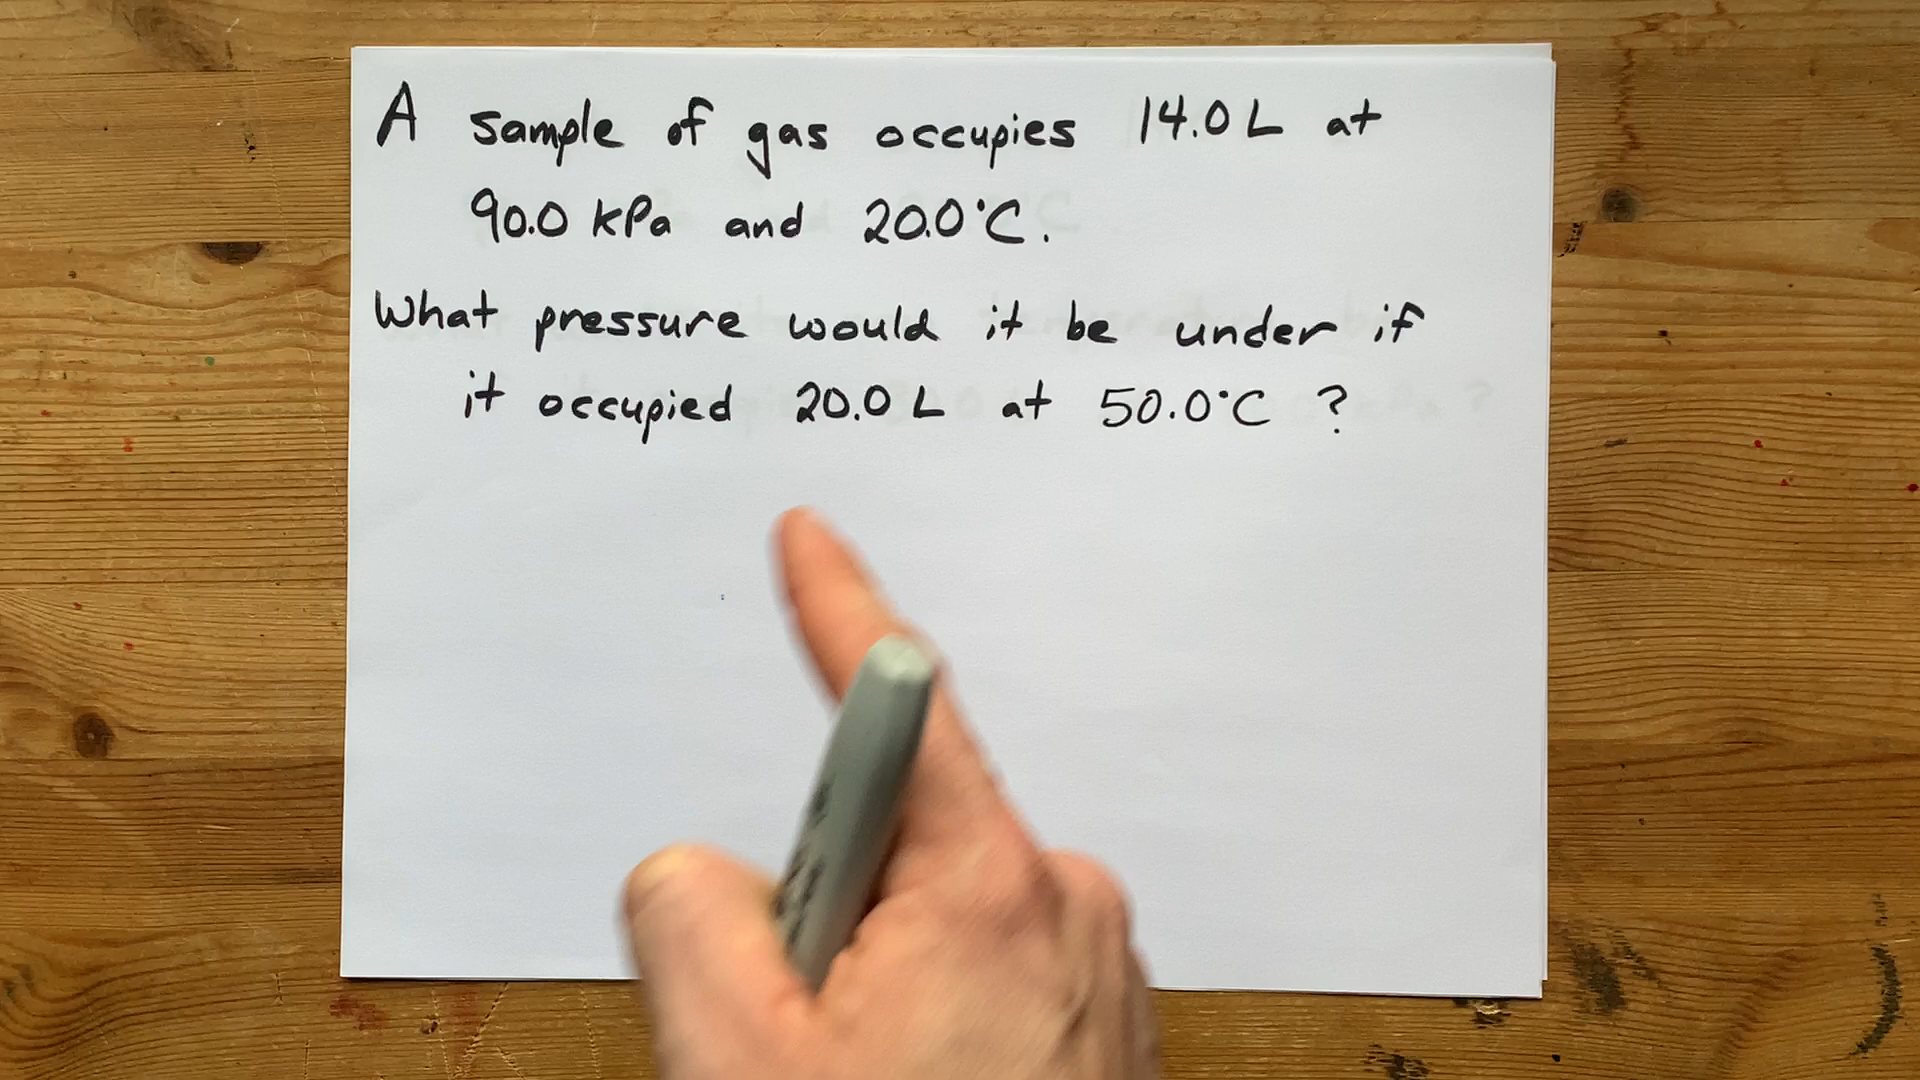 A sample of gas occupies 14.0 L at
90.0 kPa and 20.0°C.
What pressure would it be under if
it occupied 20.0 L at 50.0°C ?